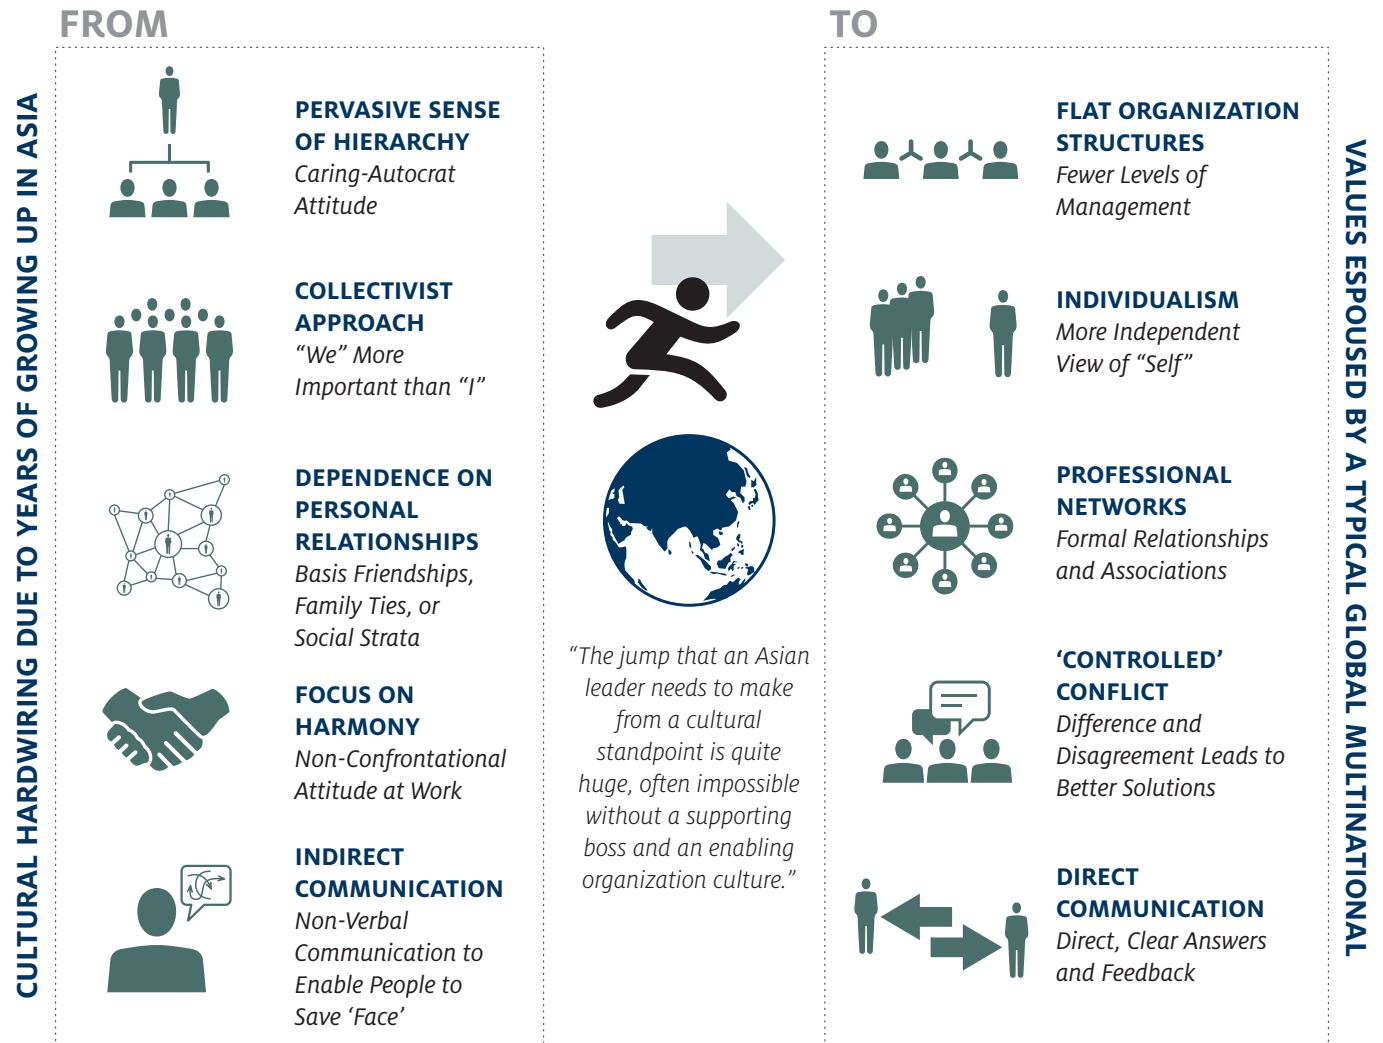 FROM
TO
CULTURAL HARDWIRING DUE TO YEARS OF GROWING UP IN ASIA
PERVASIVE SENSE
OF HIERARCHY
Caring-Autocrat
Attitude
COLLECTIVIST
APPROACH
“We” More
Important than “I”
DEPENDENCE ON
PERSONAL
RELATIONSHIPS
Basis Friendships,
Family Ties, or
Social Strata
FOCUS ON
HARMONY
Non-Confrontational
Attitude at Work
INDIRECT
COMMUNICATION
Non-Verbal
Communication to
Enable People to
Save ‘Face’
“The jump that an Asian
leader needs to make
from a cultural
standpoint is quite
huge, often impossible
without a supporting
boss and an enabling
organization culture.”
FLAT ORGANIZATION
STRUCTURES
Fewer Levels of
Management
INDIVIDUALISM
More Independent
View of “Self”
PROFESSIONAL
NETWORKS
Formal Relationships
and Associations
‘CONTROLLED’
CONFLICT
Difference and
Disagreement Leads to
Better Solutions
DIRECT
COMMUNICATION
Direct, Clear Answers
and Feedback
VALUES ESPOUSED BY A TYPICAL GLOBAL MULTINATIONAL